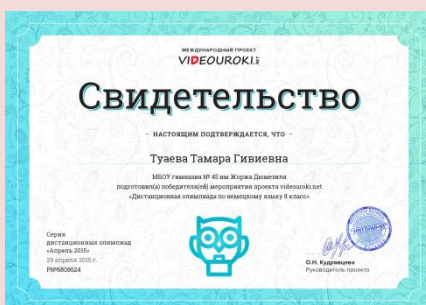 МЕЖДУНАРОДНЫЙ ПРОЕКТ
VIDEOUROKI
Свидетельство
- НАСТОЯЩИМ ПОДТВЕРЖДАЕТСЯ, ЧТО -
Туаева Тамара Гивиевна
МБОУ гимназия № 45 им Жоржа Дюмезиля
подготовил(а) победителя(ей) мероприятия проекта videouroki.net
«Дистанционная олимпиада по немецкому языку 8 класс»
Серия
дистанционных олимпиад
«Апрель 2015»
29 апреля 2015 г.
О.Н. Кудрявцева
Руководитель проекта